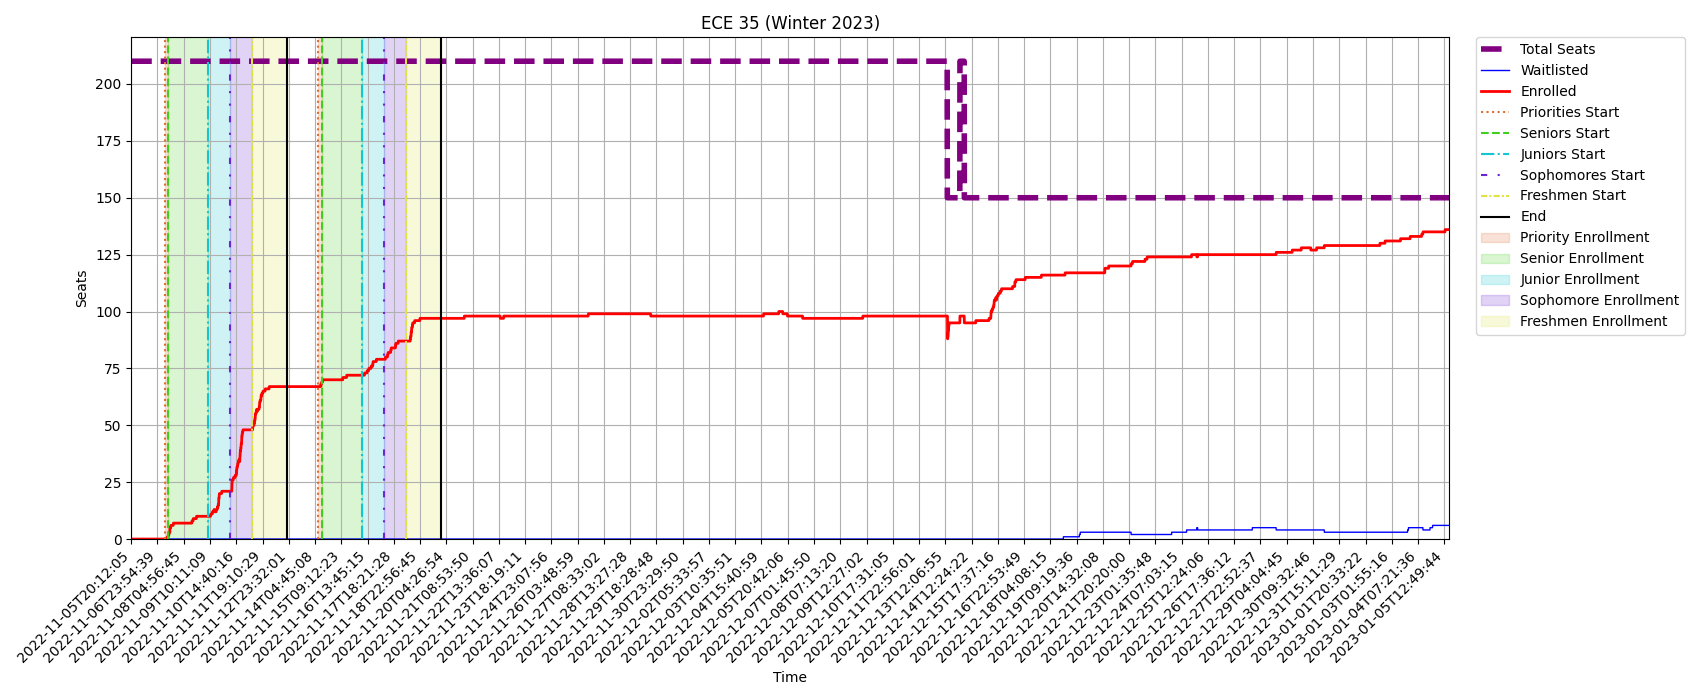 ECE 35 (Winter 2023)
Total Seats
Waitlisted
Enrolled
Priorities Start
Seniors Start
Juniors Start
Sophomores Start
Freshmen Start
End
Priority Enrollment
Senior Enrollment
Junior Enrollment
Sophomore Enrollment
Freshmen Enrollment
Seats
200
175
150
125
100
75
50
25
0
2022-11-05T20:12:05
2022-11-06T23:54:39
2022-11-08T04:56:45
2022-11-09T10:11:09
2022-11-10T14:40:16
2022-11-11T19:10:29
2022-11-12T23:32:01
2022-11-14T04:45:08
2022-11-15T09:12:23
2022-11-16T13:45:15
2022-11-17T18:21:28
2022-11-18T22:56:45
2022-11-20T04:26:54
2022-11-21T08:53:50
2022-11-22T13:36:07
2022-11-23T18:19:11
2022-11-24T23:07:56
2022-11-26T03:48:59
2022-11-27T08:33:02
2022-11-28T13:27:28
2022-11-29T18:28:48
2022-11-30T23:29:50
2022-12-02T05:33:57
2022-12-03T10:35:51
2022-12-04T15:40:59
2022-12-05T20:42:06
2022-12-07T01:45:50
2022-12-08T07:13:20
2022-12-09T12:27:02
2022-12-10T17:31:05
2022-12-11T22:56:01
2022-12-13T12:06:55
2022-12-14T12:24:22
2022-12-15T17:37:16
2022-12-16T22:53:49
2022-12-18T04:08:15
2022-12-19T09:19:36
2022-12-20T14:32:08
2022-12-21T20:20:00
2022-12-23T01:35:48
2022-12-24T07:03:15
2022-12-25T12:24:06
2022-12-26T17:36:12
2022-12-27T22:52:37
2022-12-29T04:04:45
2022-12-30T09:32:46
2022-12-31T15:11:29
2023-01-01T20:33:22
2023-01-03T01:55:16
2023-01-04T07:21:36
2023-01-05T12:49:44
Time